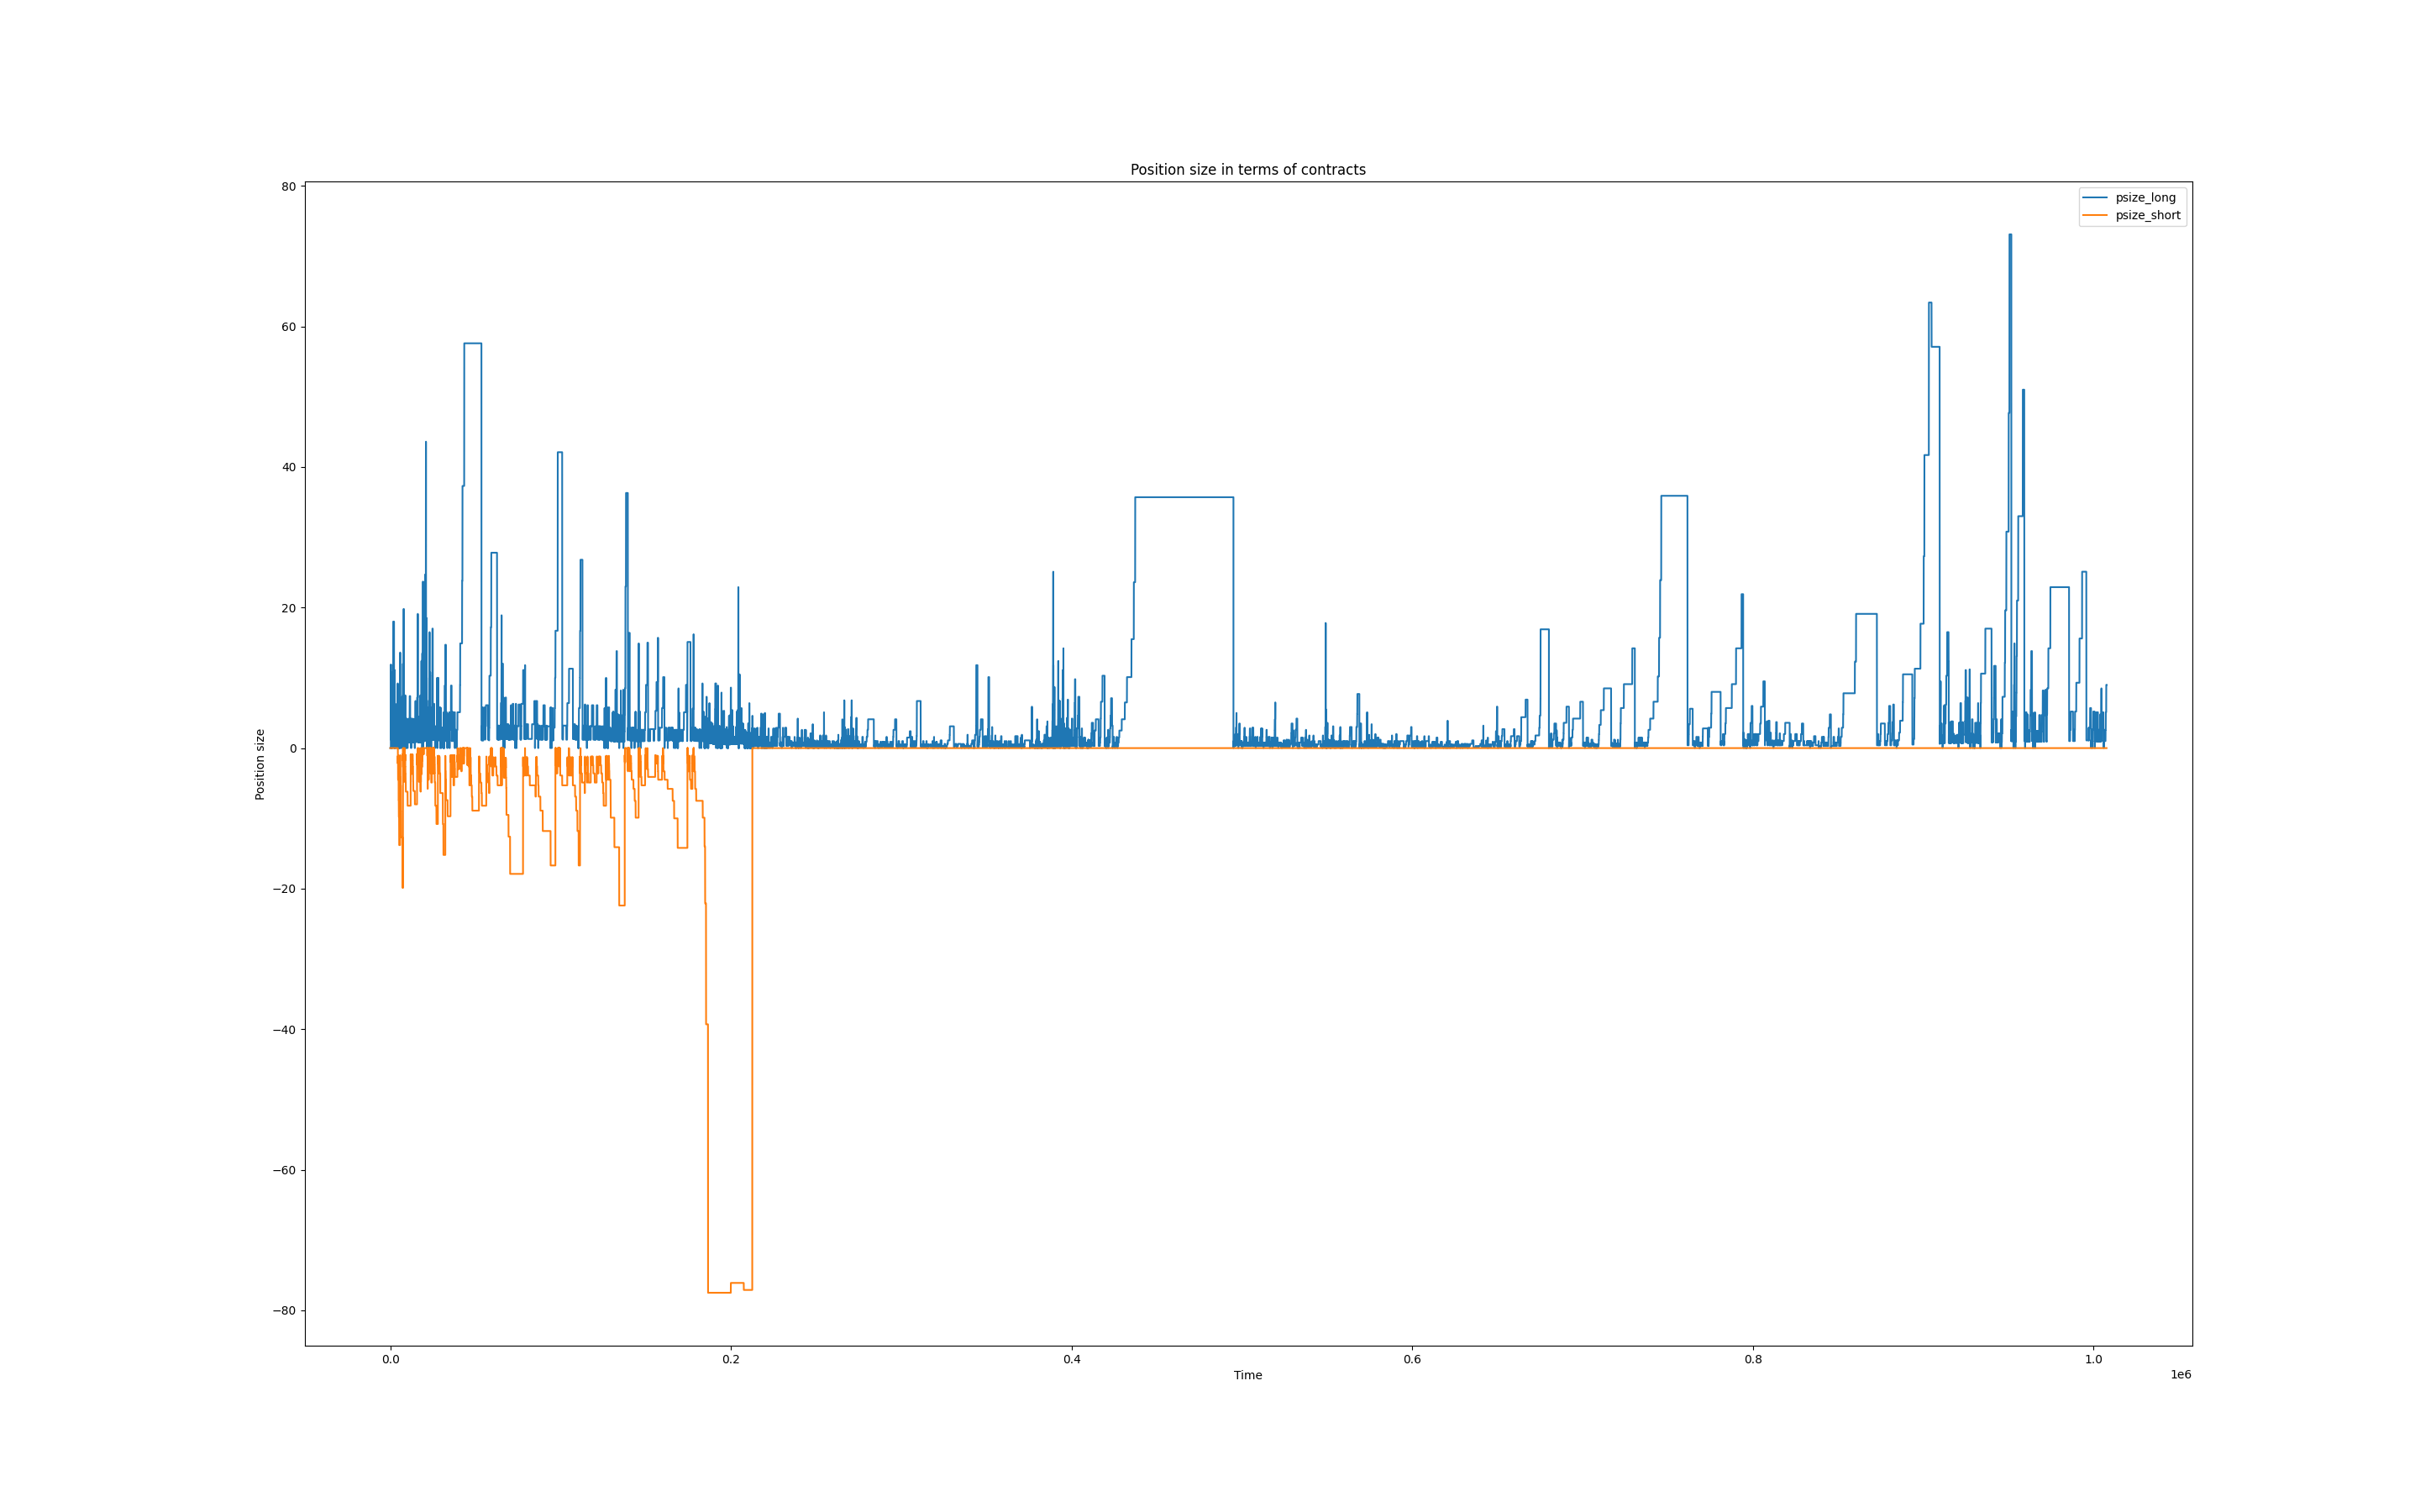 Position size in terms of contracts
psize_long
psize_short
80
60
40
20
0
−20
−40
−60
−80
Position size
0.0
0.2
0.4
0.6
0.8
1.0
Time
1e6